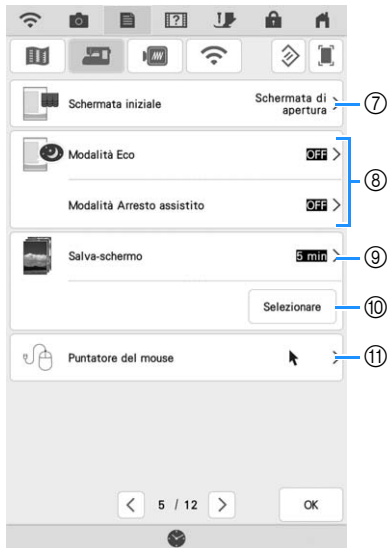 Schermata iniziale
Schermata di
apertura
⑦
Modalità Eco
OFF
⑧
Modalità Arresto assistito
OFF
Salva-schermo
5 min
⑨
Selezionare
⑩
Puntatore del mouse
⑪
5 / 12
OK